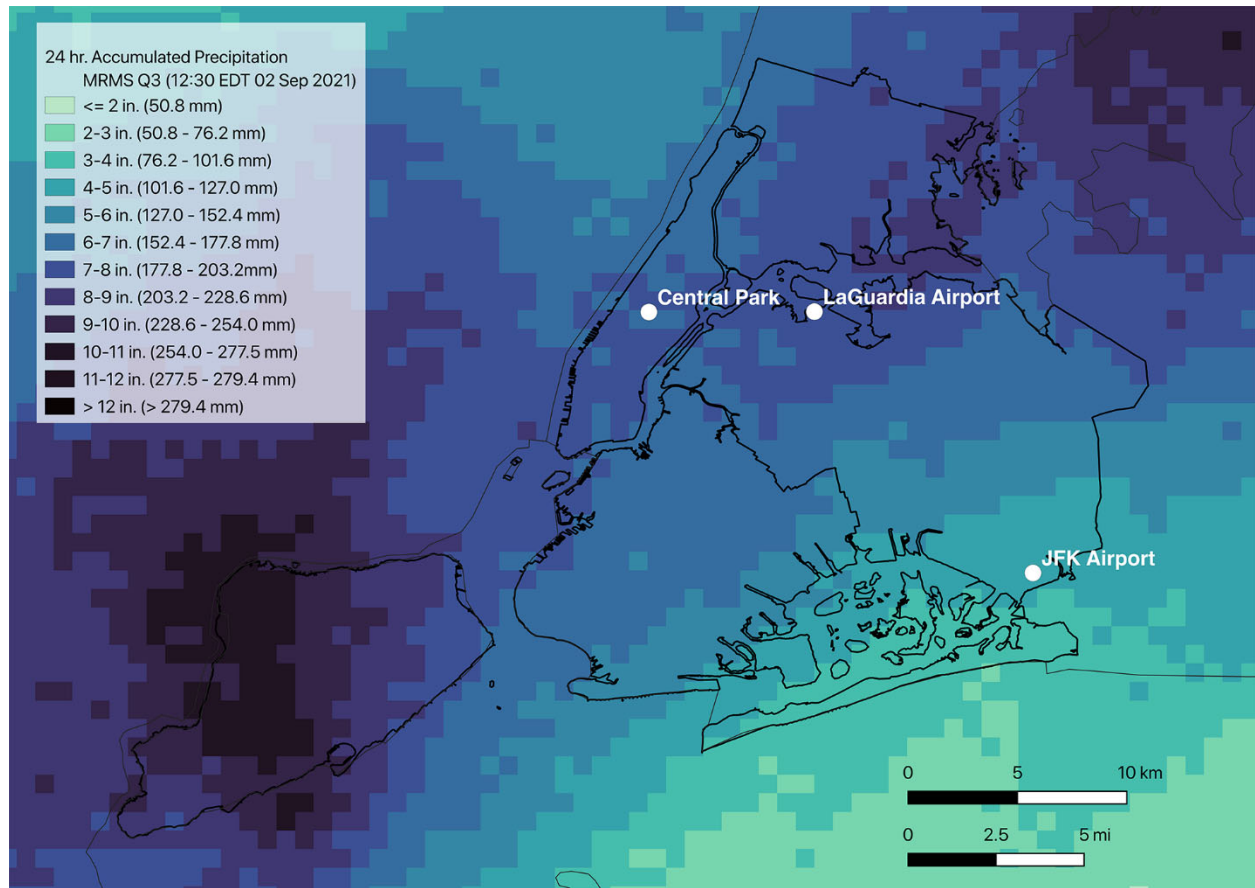 24 hr. Accumulated Precipitation
MRMS Q3 (12:30 EDT 02 Sep 2021)
<= 2 in. (50.8 mm)
2-3 in. (50.8 - 76.2 mm)
3-4 in. (76.2 - 101.6 mm)
4-5 in. (101.6 - 127.0 mm)
5-6 in. (127.0 - 152.4 mm)
6-7 in. (152.4 - 177.8 mm)
7-8 in. (177.8 - 203.2mm)
8-9 in. (203.2 - 228.6 mm)
9-10 in. (228.6 - 254.0 mm)
10-11 in. (254.0 - 277.5 mm)
11-12 in. (277.5 - 279.4 mm)
> 12 in. (> 279.4 mm)
Central Park
LaGuardia Airport
JFK Airport
0 5 10 km
0 2.5 5 mi